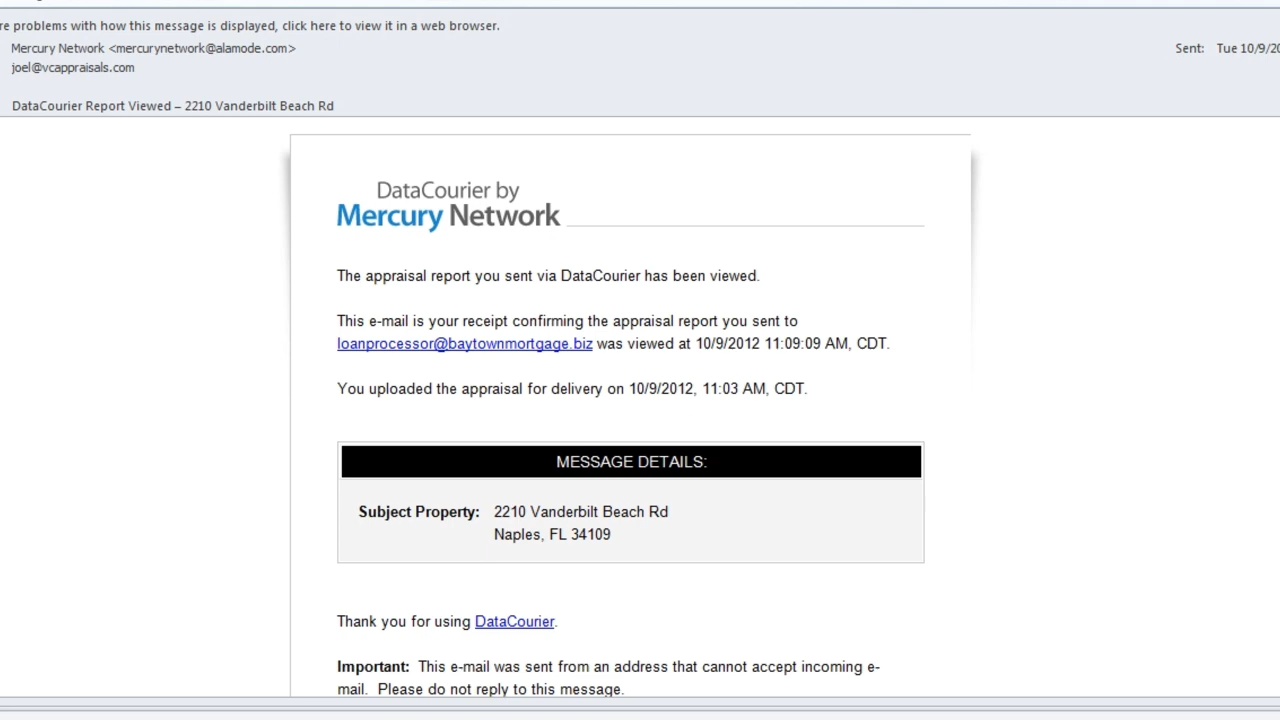 re problems with how this message is displayed, click here to view it in a web browser.
Mercury Network <mercurynetwork@alamode.com>
Sent: Tue 10/9/20
joel@vcappraisals.com
DataCourier Report Viewed – 2210 Vanderbilt Beach Rd
DataCourier by
Mercury Network
The appraisal report you sent via DataCourier has been viewed.
This e-mail is your receipt confirming the appraisal report you sent to
loanprocessor@baytownmortgage.biz was viewed at 10/9/2012 11:09:09 AM, CDT.
You uploaded the appraisal for delivery on 10/9/2012, 11:03 AM, CDT.
MESSAGE DETAILS:
Subject Property: 2210 Vanderbilt Beach Rd
Naples, FL 34109
Thank you for using DataCourier.
Important: This e-mail was sent from an address that cannot accept incoming e-
mail. Please do not reply to this message.